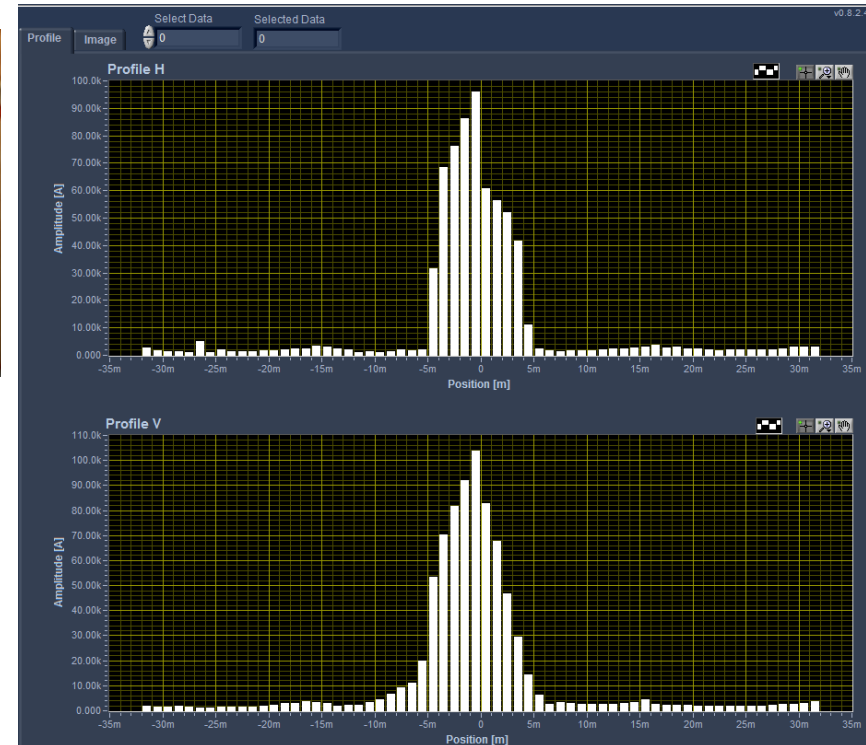 v0.8.2.4
Select Data Selected Data
Profile Image 0 0
Profile H
100.0k
90.00k
80.00k
70.00k
60.00k
50.00k
40.00k
30.00k
20.00k
10.00k
0.000
Amplitude [A]
-35m -30m -25m -20m -15m -10m -5m 0 5m 10m 15m 20m 25m 30m 35m
Position [m]
Profile V
110.0k
100.0k
90.00k
80.00k
70.00k
60.00k
50.00k
40.00k
30.00k
20.00k
10.00k
0.000
Amplitude [A]
-35m -30m -25m -20m -15m -10m -5m 0 5m 10m 15m 20m 25m 30m 35m
Position [m]